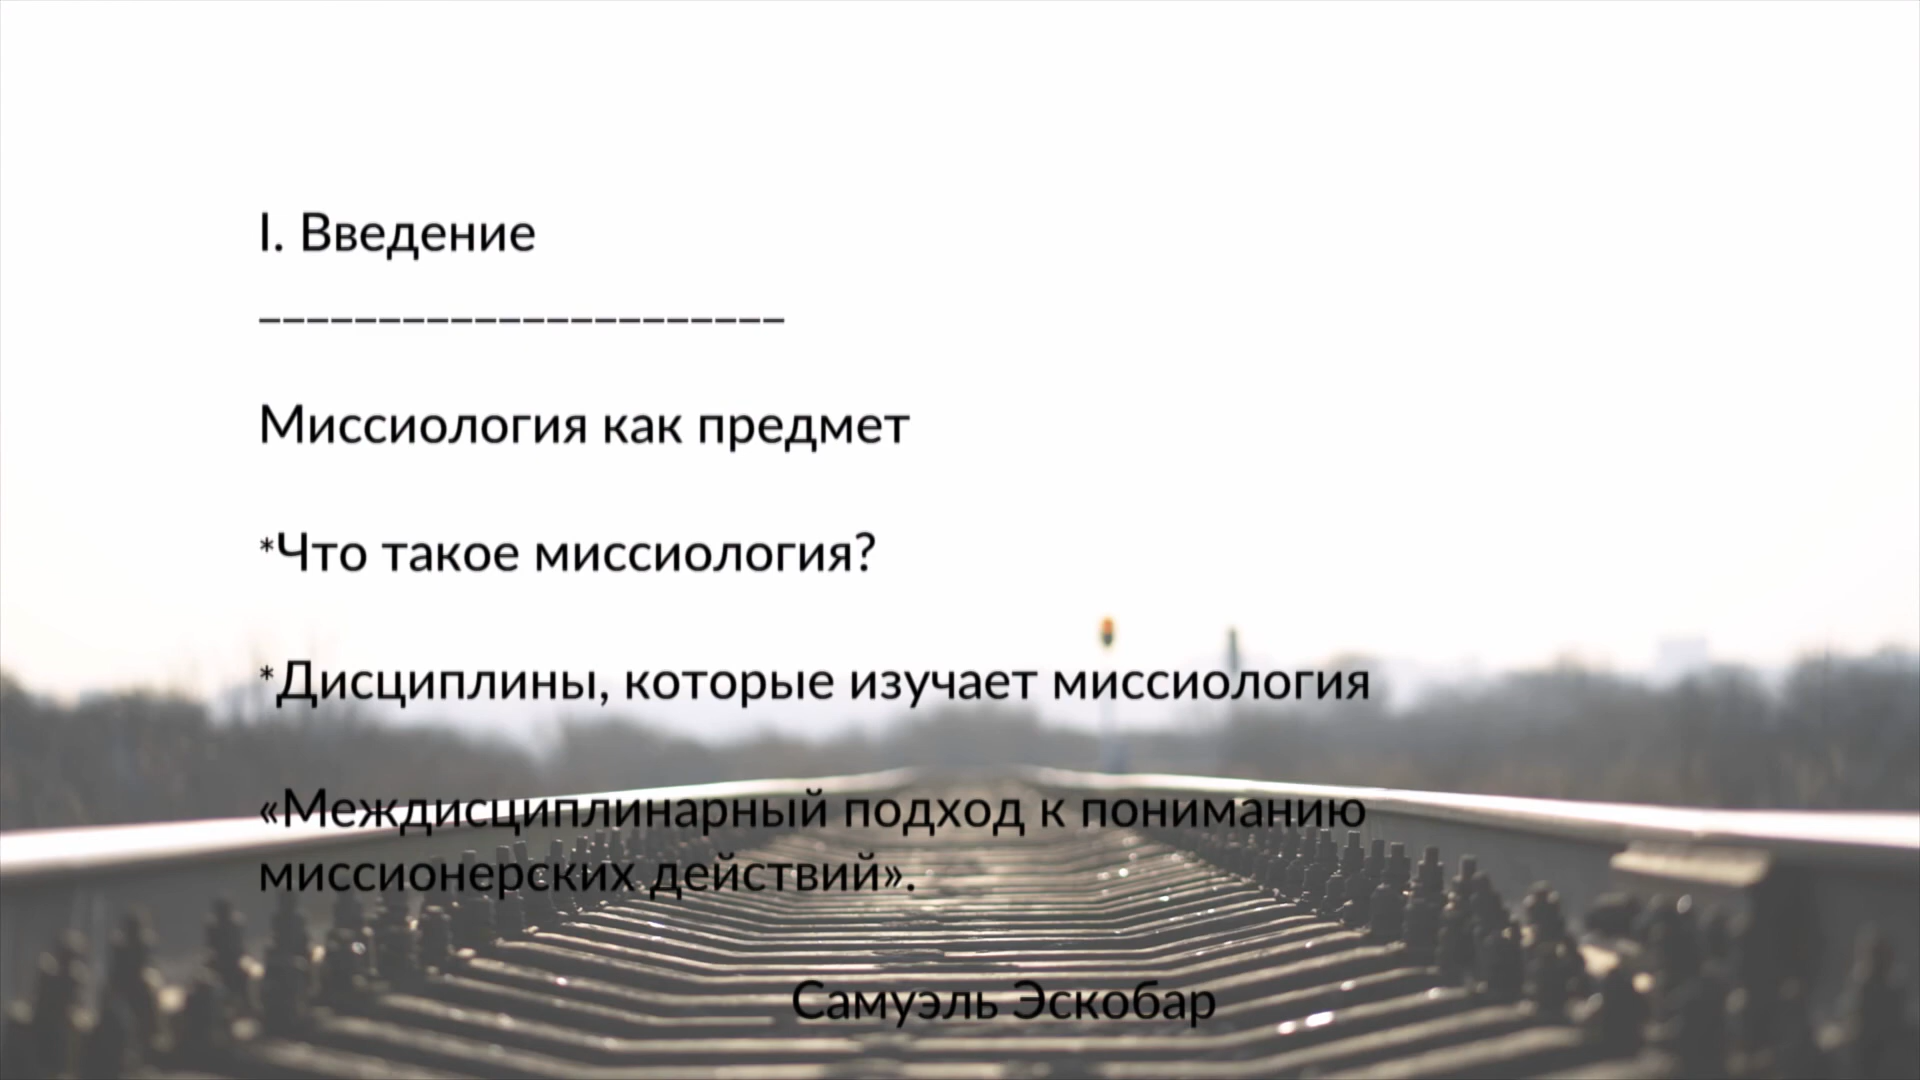 I. Введение
______________________
Миссиология как предмет
*Что такое миссиология?
*Дисциплины, которые изучает миссиология
«Междисциплинарный подход к пониманию
миссионерских действий».
Самуэль Эскобар